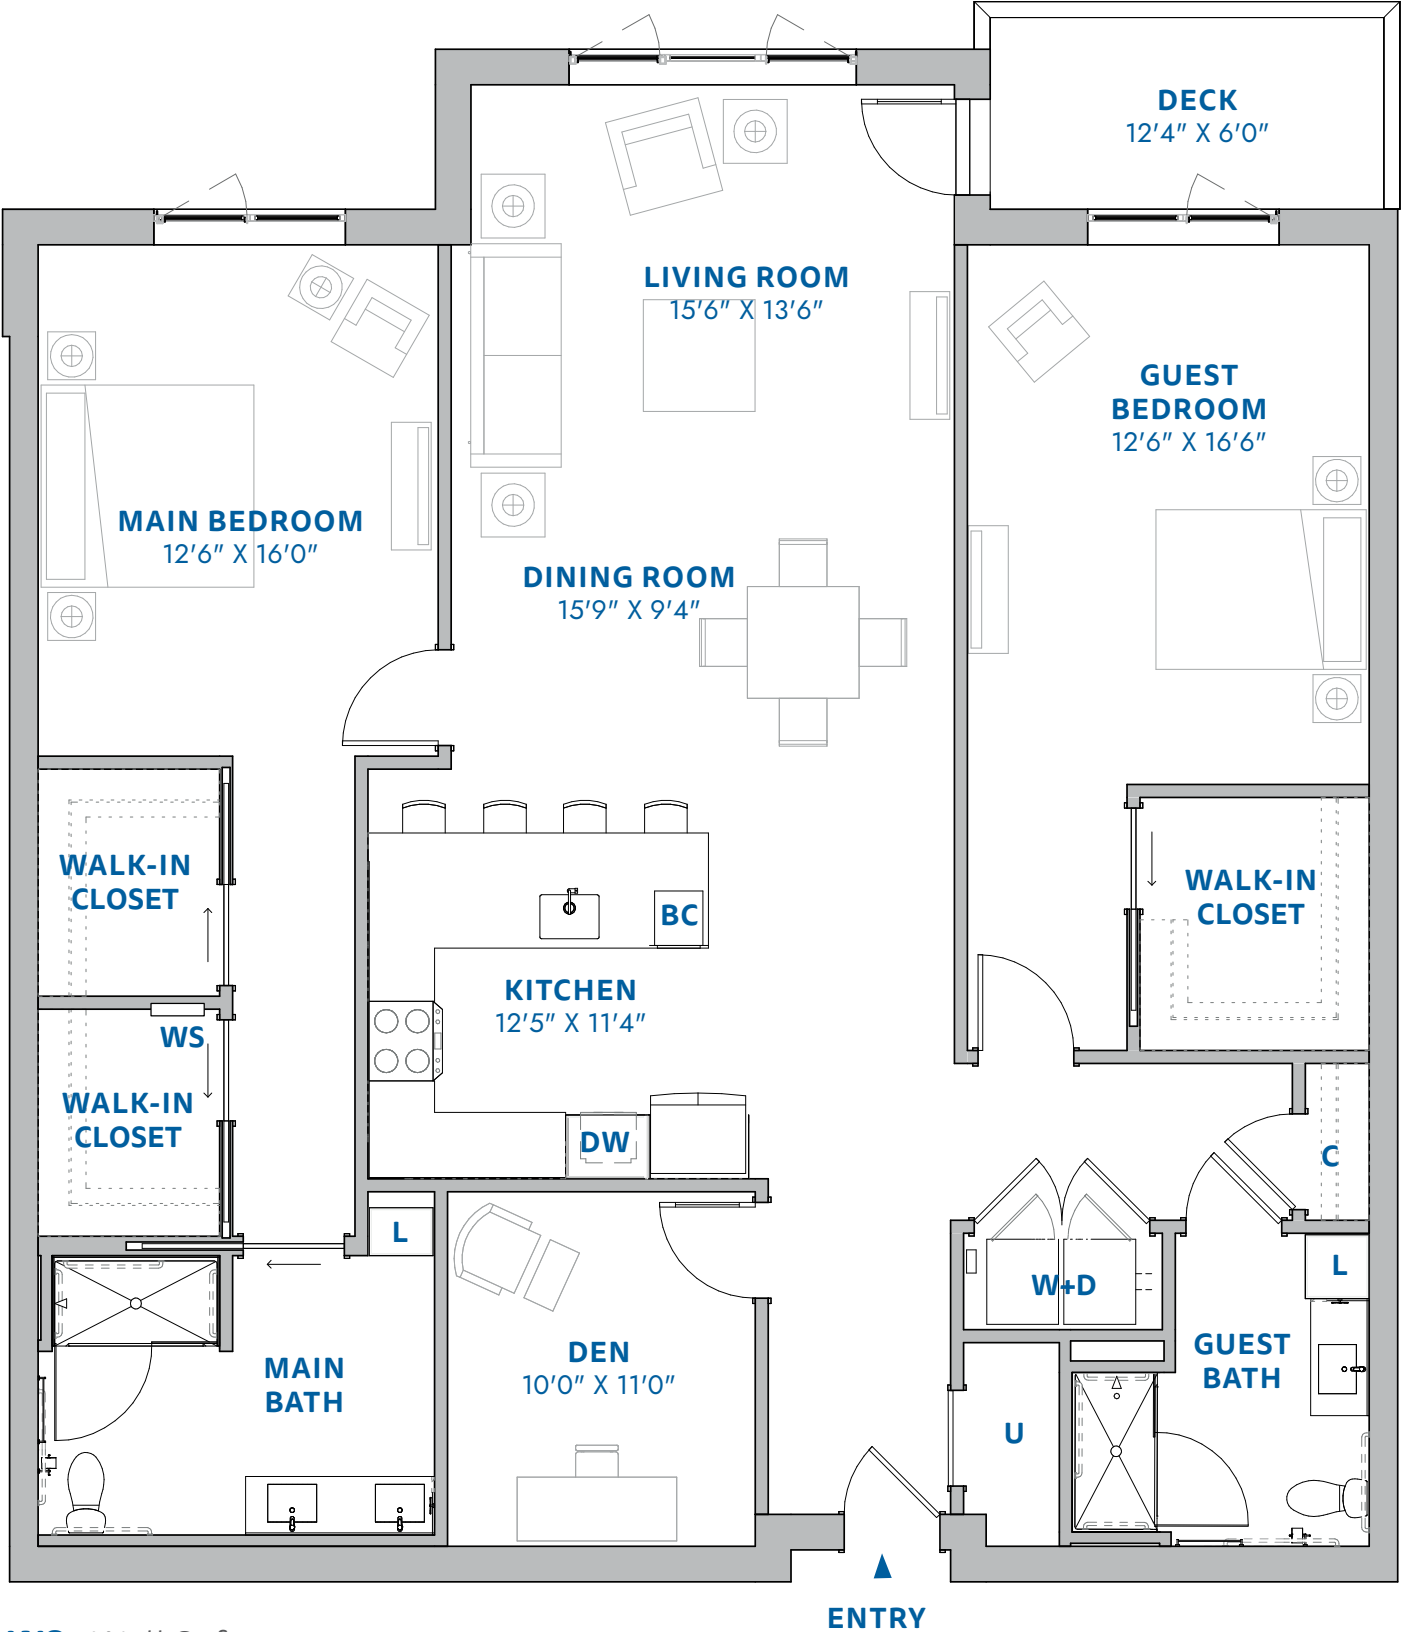 DECK
12'4" X 6'0"
LIVING ROOM
15'6" X 13'6"
GUEST
BEDROOM
12'6" X 16'6"
MAIN BEDROOM
12'6" X 16'0"
DINING ROOM
15'9" X 9'4"
WALK-IN
CLOSET
WALK-IN
CLOSET
BC
KITCHEN
12'5" X 11'4"
WS
WALK-IN
CLOSET
DW
C
L
W+D
L
DEN
10'0" X 11'0"
MAIN
BATH
GUEST
BATH
U
ENTRY